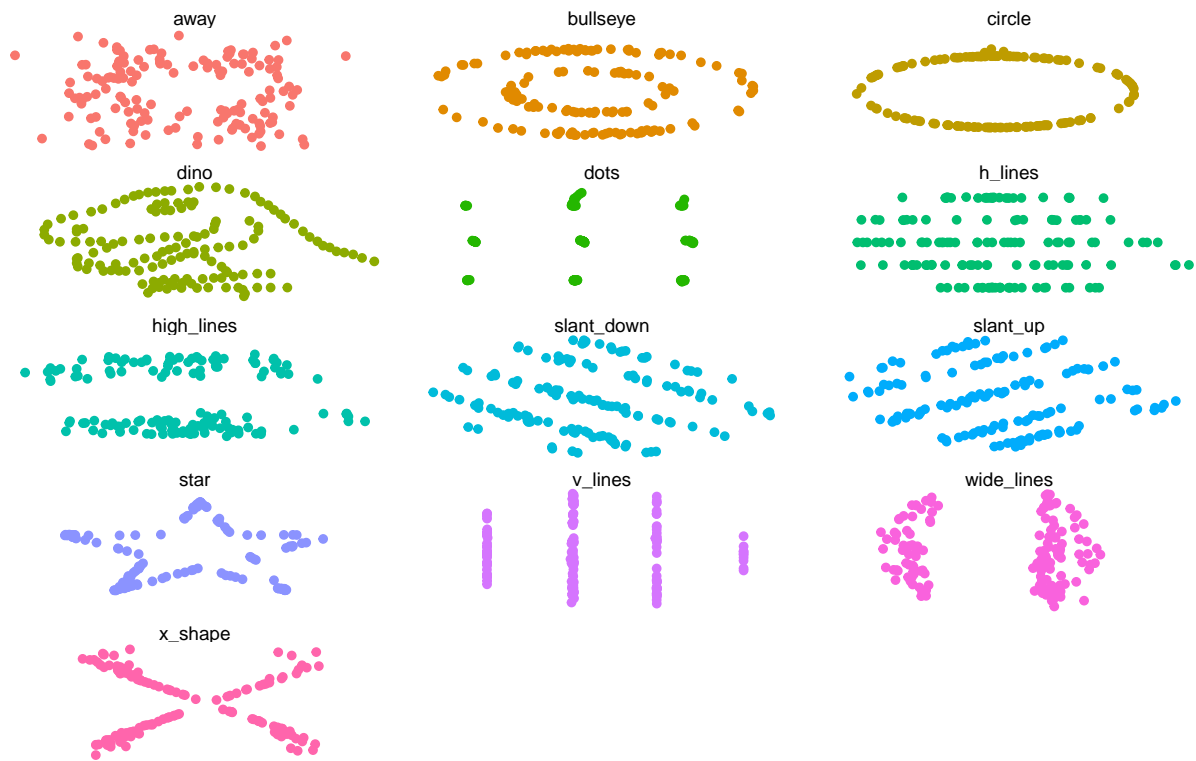 away
bullseye
circle
dino
dots
h_lines
high_lines
slant_down
slant_up
star
v_lines
wide_lines
x_shape